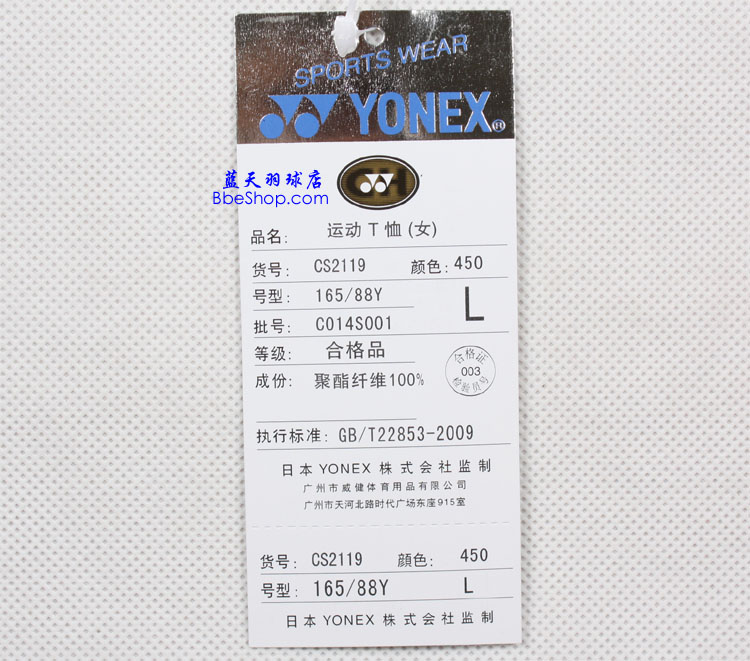 SPORTS WEAR
YONEX®
蓝天羽球店
BbeShop.com
CH
品名: 运动T恤(女)
货号: CS2119 颜色: 450
号型: 165/88Y L
批号: C014S001
等级: 合格品
成份: 聚酯纤维100%
合格证
003
检验员号
执行标准: GB/T22853-2009
日本YONEX株式会社监制
广州市威健体育用品有限公司
广州市天河北路时代广场东座915室
货号: CS2119 颜色: 450
号型: 165/88Y L
日本YONEX株式会社监制